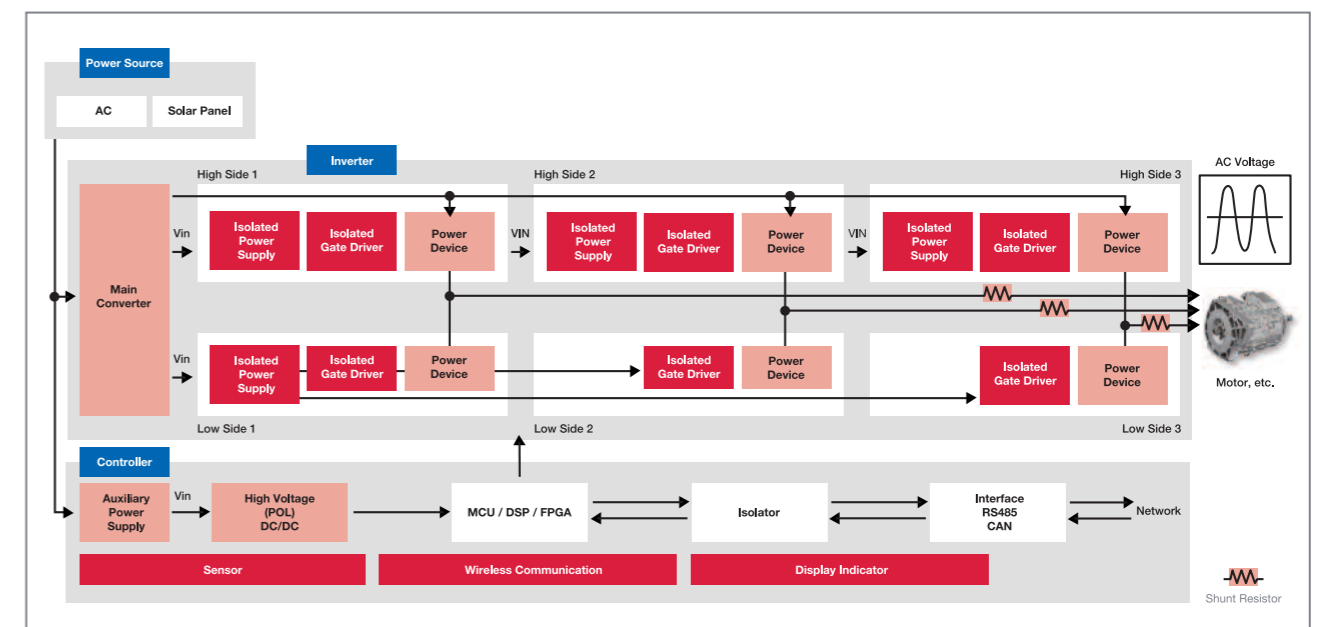 Power Source
AC
Solar Panel
Inverter
AC Voltage
High Side 1
High Side 2
High Side 3
Main
Converter
Vin
Isolated
Power
Supply
Isolated
Gate Driver
Power
Device
VIN
Isolated
Power
Supply
Isolated
Gate Driver
Power
Device
VIN
Isolated
Power
Supply
Isolated
Gate Driver
Power
Device
Vin
Isolated
Power
Supply
Isolated
Gate Driver
Power
Device
Isolated
Gate Driver
Power
Device
Isolated
Gate Driver
Power
Device
Motor, etc.
Low Side 1
Low Side 2
Low Side 3
Controller
Auxiliary
Power
Supply
Vin
High Voltage
(POL)
DC/DC
MCU / DSP / FPGA
Isolator
Interface
RS485
CAN
Network
Sensor
Wireless Communication
Display Indicator
Shunt Resistor